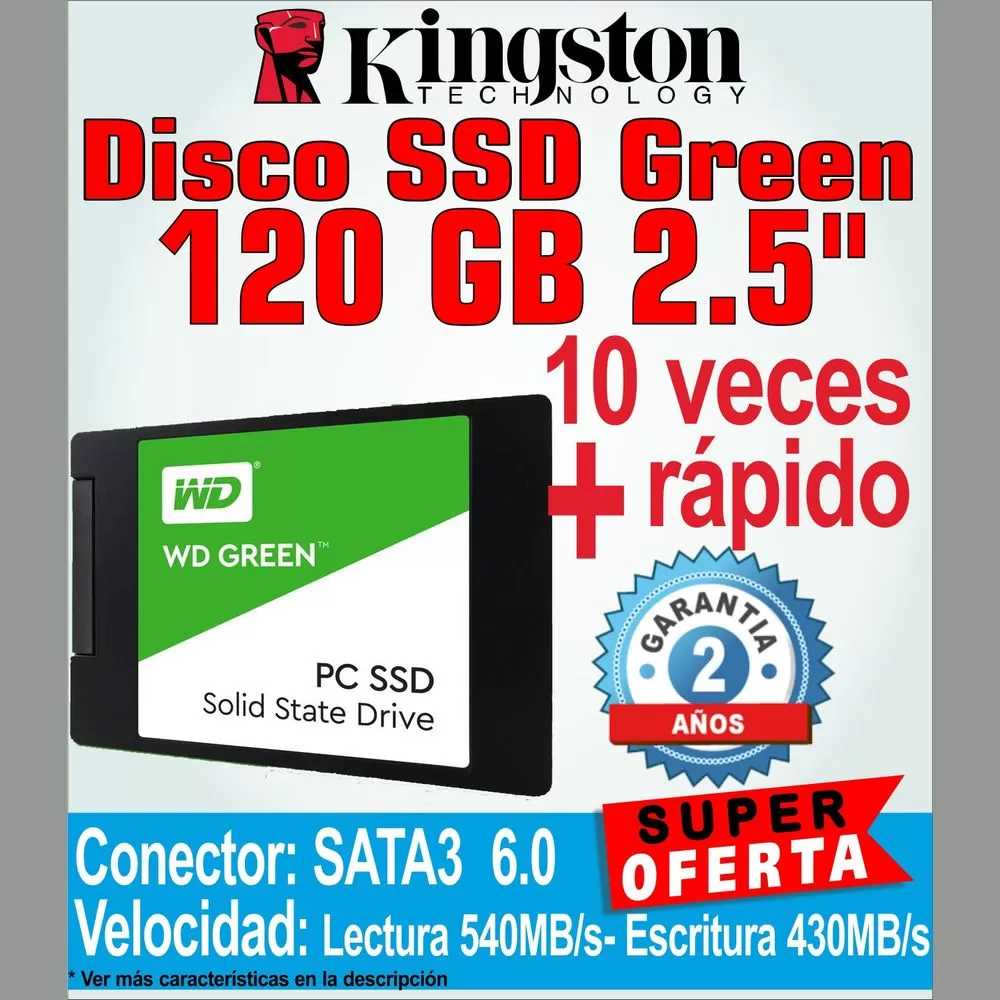 Kingston
TECHNOLOGY
Disco SSD Green
120 GB 2.5"
10 veces
+ rápido
WD®
WD GREEN™
PC SSD
Solid State Drive
GARANTIA
2
AÑOS
SUPER
OFERTA
Conector: SATA3 6.0
Velocidad: Lectura 540MB/s- Escritura 430MB/s
* Ver más características en la descripción